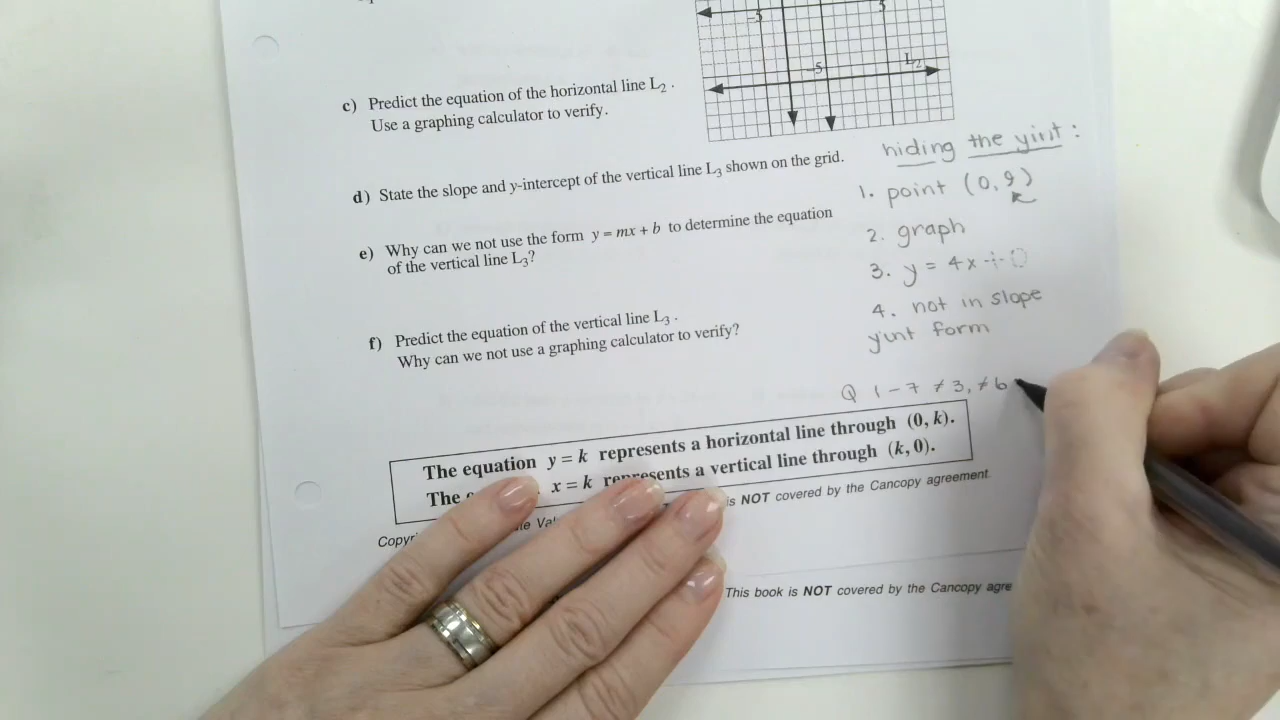 -5
5
c) Predict the equation of the horizontal line L₂ .
Use a graphing calculator to verify.
-5
L₂
d) State the slope and y-intercept of the vertical line L₃ shown on the grid.
e) Why can we not use the form y = mx + b to determine the equation
of the vertical line L₃?
f) Predict the equation of the vertical line L₃ .
Why can we not use a graphing calculator to verify?
hiding the yint :
1. point (0, 9)
2. graph
3. y = 4x + 0
4. not in slope
yint form
Q 1-7 ≠ 3, ≠ 6
The equation y = k represents a horizontal line through (0, k).
The x = k represents a vertical line through (k, 0).
is NOT covered by the Cancopy agreement.
This book is NOT covered by the Cancopy agre